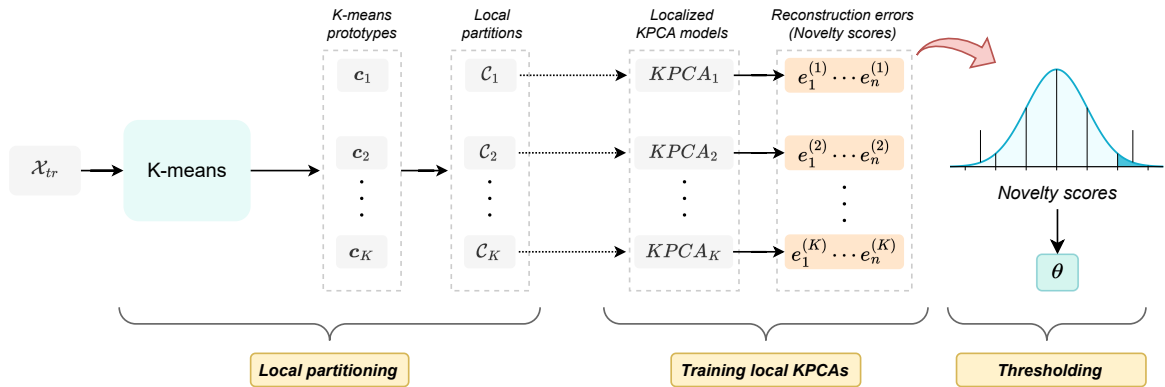 K-means
prototypes
Local
partitions
Localized
KPCA models
Reconstruction errors
(Novelty scores)
𝒳_{tr}
K-means
𝒄_1
𝒄_2
𝒄_K
𝒞_1
𝒞_2
𝒞_K
KPCA_1
KPCA_2
KPCA_K
e_1^{(1)} ⋯ e_n^{(1)}
e_1^{(2)} ⋯ e_n^{(2)}
e_1^{(K)} ⋯ e_n^{(K)}
Novelty scores
θ
Local partitioning
Training local KPCAs
Thresholding